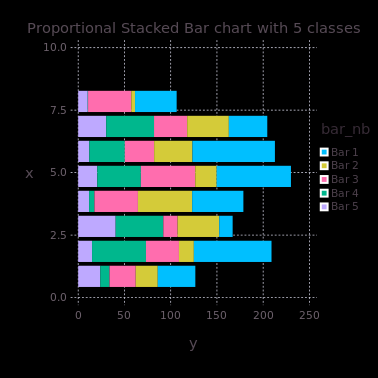 Proportional Stacked Bar chart with 5 classes
10.0
7.5
5.0
2.5
0.0
x
0 50 100 150 200 250
y
bar_nb
Bar 1
Bar 2
Bar 3
Bar 4
Bar 5